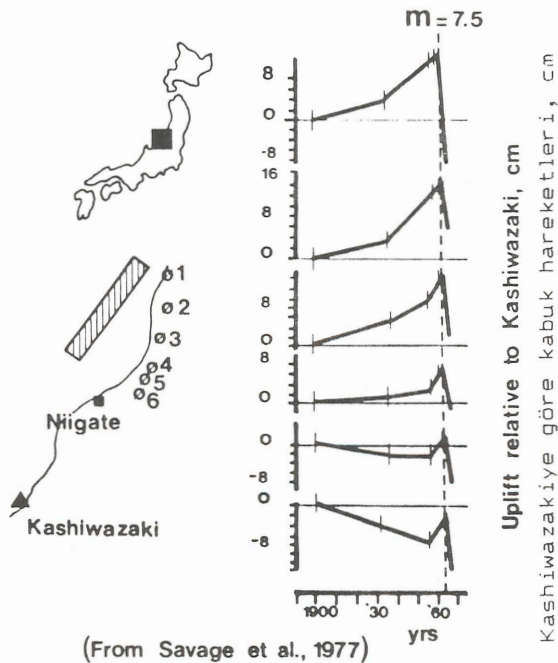 m = 7.5
8
0
-8
16
8
0
8
0
8
0
0
-8
0
-8
1900 '30 '60
yrs
Uplift relative to Kashiwazaki, cm
Kashiwazakiye göre kabuk hareketleri, cm
1
2
3
4
5
6
Niigate
Kashiwazaki
(From Savage et al., 1977)